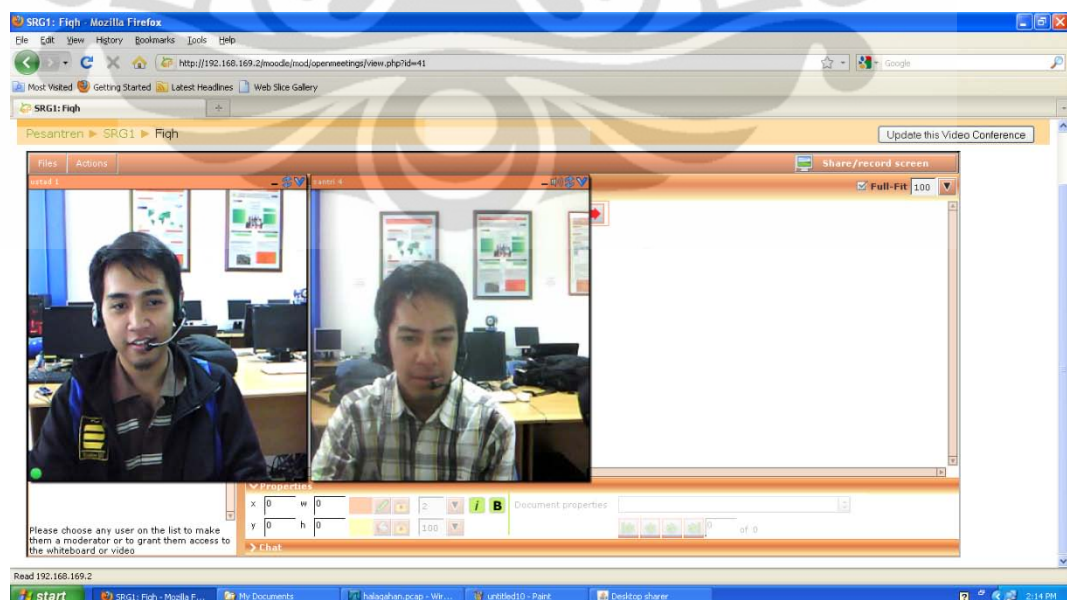 SRG1: Fiqh - Mozilla Firefox
File Edit View History Bookmarks Tools Help
http://192.168.169.2/moodle/mod/openmeetings/view.php?id=41
Google
Most Visited Getting Started Latest Headlines Web Slice Gallery
SRG1: Fiqh
Pesantren ► SRG1 ► Fiqh
Update this Video Conference
Files Actions
Share/record screen
ustad 1
santri 4
Full-Fit 100
Properties
x 0 w 0 2 i B Document properties
y 0 h 0 100 0 of 0
Please choose any user on the list to make
them a moderator or to grant them access to
the whiteboard or video
Chat
Read 192.168.169.2
start SRG1: Fiqh - Mozilla F... My Documents halaqahan.pcap - Wir... untitled10 - Paint Desktop sharer 2:14 PM